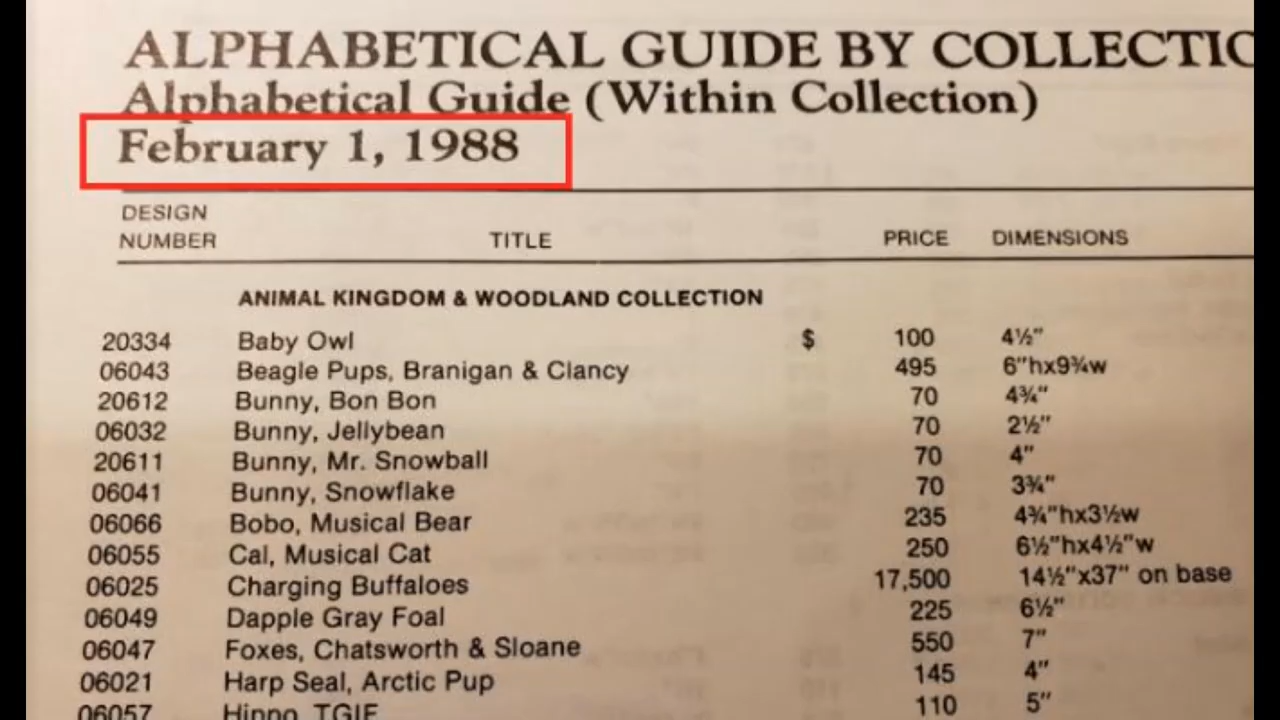 ALPHABETICAL GUIDE BY COLLECTIO
Alphabetical Guide (Within Collection)
February 1, 1988
DESIGN
NUMBER TITLE PRICE DIMENSIONS
ANIMAL KINGDOM & WOODLAND COLLECTION
20334 Baby Owl $ 100 4½"
06043 Beagle Pups, Branigan & Clancy 495 6"hx9¾w
20612 Bunny, Bon Bon 70 4¾"
06032 Bunny, Jellybean 70 2½"
20611 Bunny, Mr. Snowball 70 4"
06041 Bunny, Snowflake 70 3¾"
06066 Bobo, Musical Bear 235 4¾"hx3½w
06055 Cal, Musical Cat 250 6½"hx4½"w
06025 Charging Buffaloes 17,500 14½"x37" on base
06049 Dapple Gray Foal 225 6½"
06047 Foxes, Chatsworth & Sloane 550 7"
06021 Harp Seal, Arctic Pup 145 4"
06057 Hippo, TGIF 110 5"